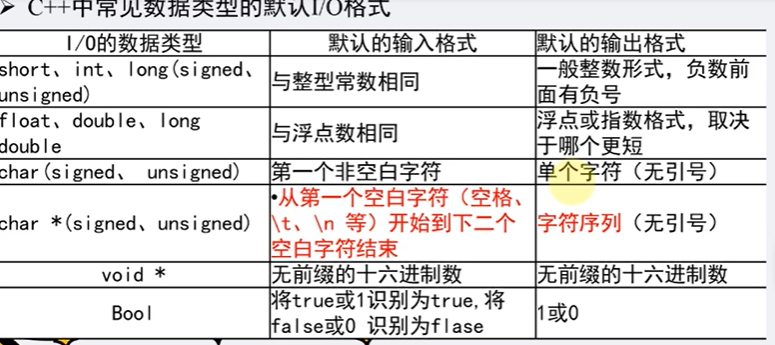 ➢ C++中常见数据类型的默认I/O格式
I/O的数据类型 默认的输入格式 默认的输出格式
short、int、long(signed、
unsigned)
与整型常数相同
一般整数形式，负数前
面有负号
float、double、long
double
与浮点数相同
浮点或指数格式，取决
于哪个更短
char(signed、 unsigned) 第一个非空白字符 单个字符（无引号）
char *(signed、unsigned)
•从第一个空白字符（空格、
\t、\n 等）开始到下二个
空白字符结束
字符序列（无引号）
void * 无前缀的十六进制数 无前缀的十六进制数
Bool
将true或1识别为true,将
false或0 识别为flase
1或0